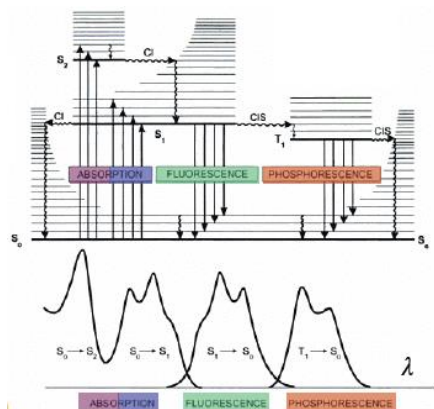 S₂
CI
CI
S₁
CIS
T₁
CIS
ABSORPTION
FLUORESCENCE
PHOSPHORESCENCE
S₀
S₀
S₀ → S₂
S₀ → S₁
S₁ → S₀
T₁ → S₀
λ
ABSORPTION
FLUORESCENCE
PHOSPHORESCENCE